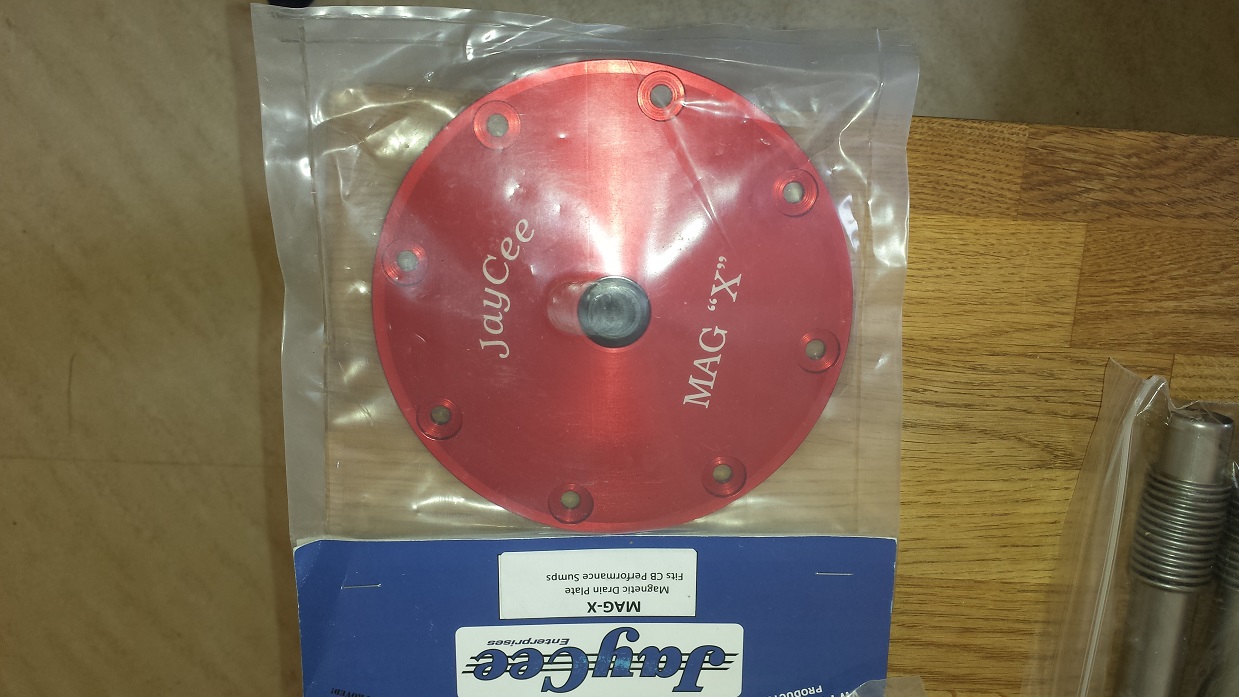 JayCee
MAG “X”
JayCee
Enterprises
MAG-X
Magnetic Drain Plate
Fits CB Performance Sumps